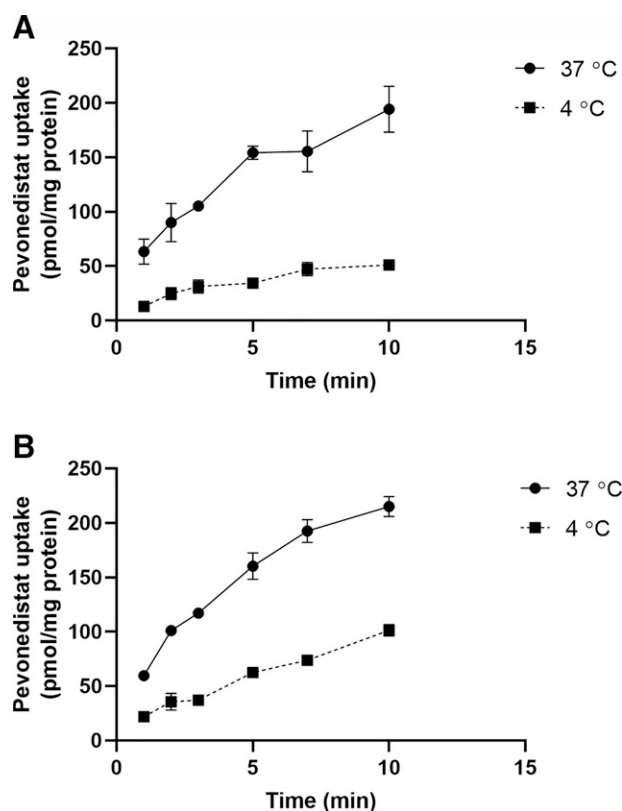 A
Pevonedistat uptake
(pmol/mg protein)
250
200
150
100
50
0
0
5
10
15
Time (min)
37 °C
4 °C
B
Pevonedistat uptake
(pmol/mg protein)
250
200
150
100
50
0
0
5
10
15
Time (min)
37 °C
4 °C